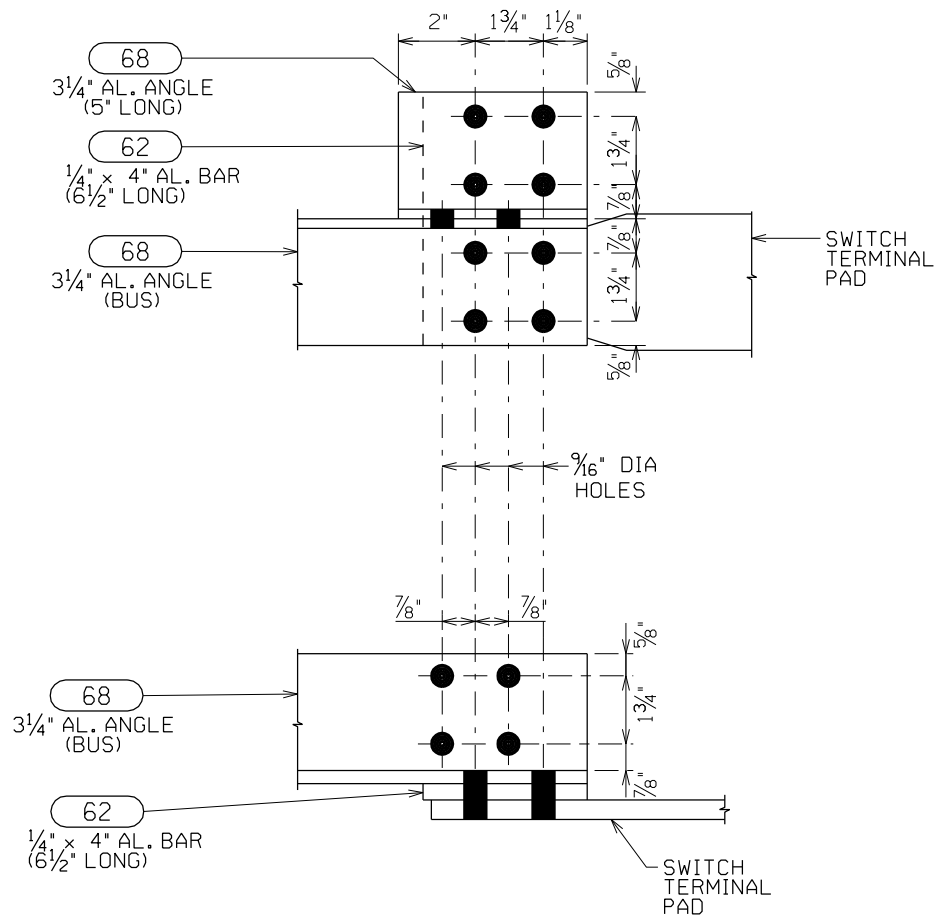 2" 1 3/4" 1 1/8"
68
3 1/4" AL. ANGLE
(5" LONG)
5/8"
62
1/4" x 4" AL. BAR
(6 1/2" LONG)
1 3/4"
7/8"
68
3 1/4" AL. ANGLE
(BUS)
7/8"
1 3/4"
5/8"
SWITCH
TERMINAL
PAD
9/16" DIA
HOLES
7/8" 7/8"
5/8"
68
3 1/4" AL. ANGLE
(BUS)
1 3/4"
7/8"
62
1/4" x 4" AL. BAR
(6 1/2" LONG)
SWITCH
TERMINAL
PAD